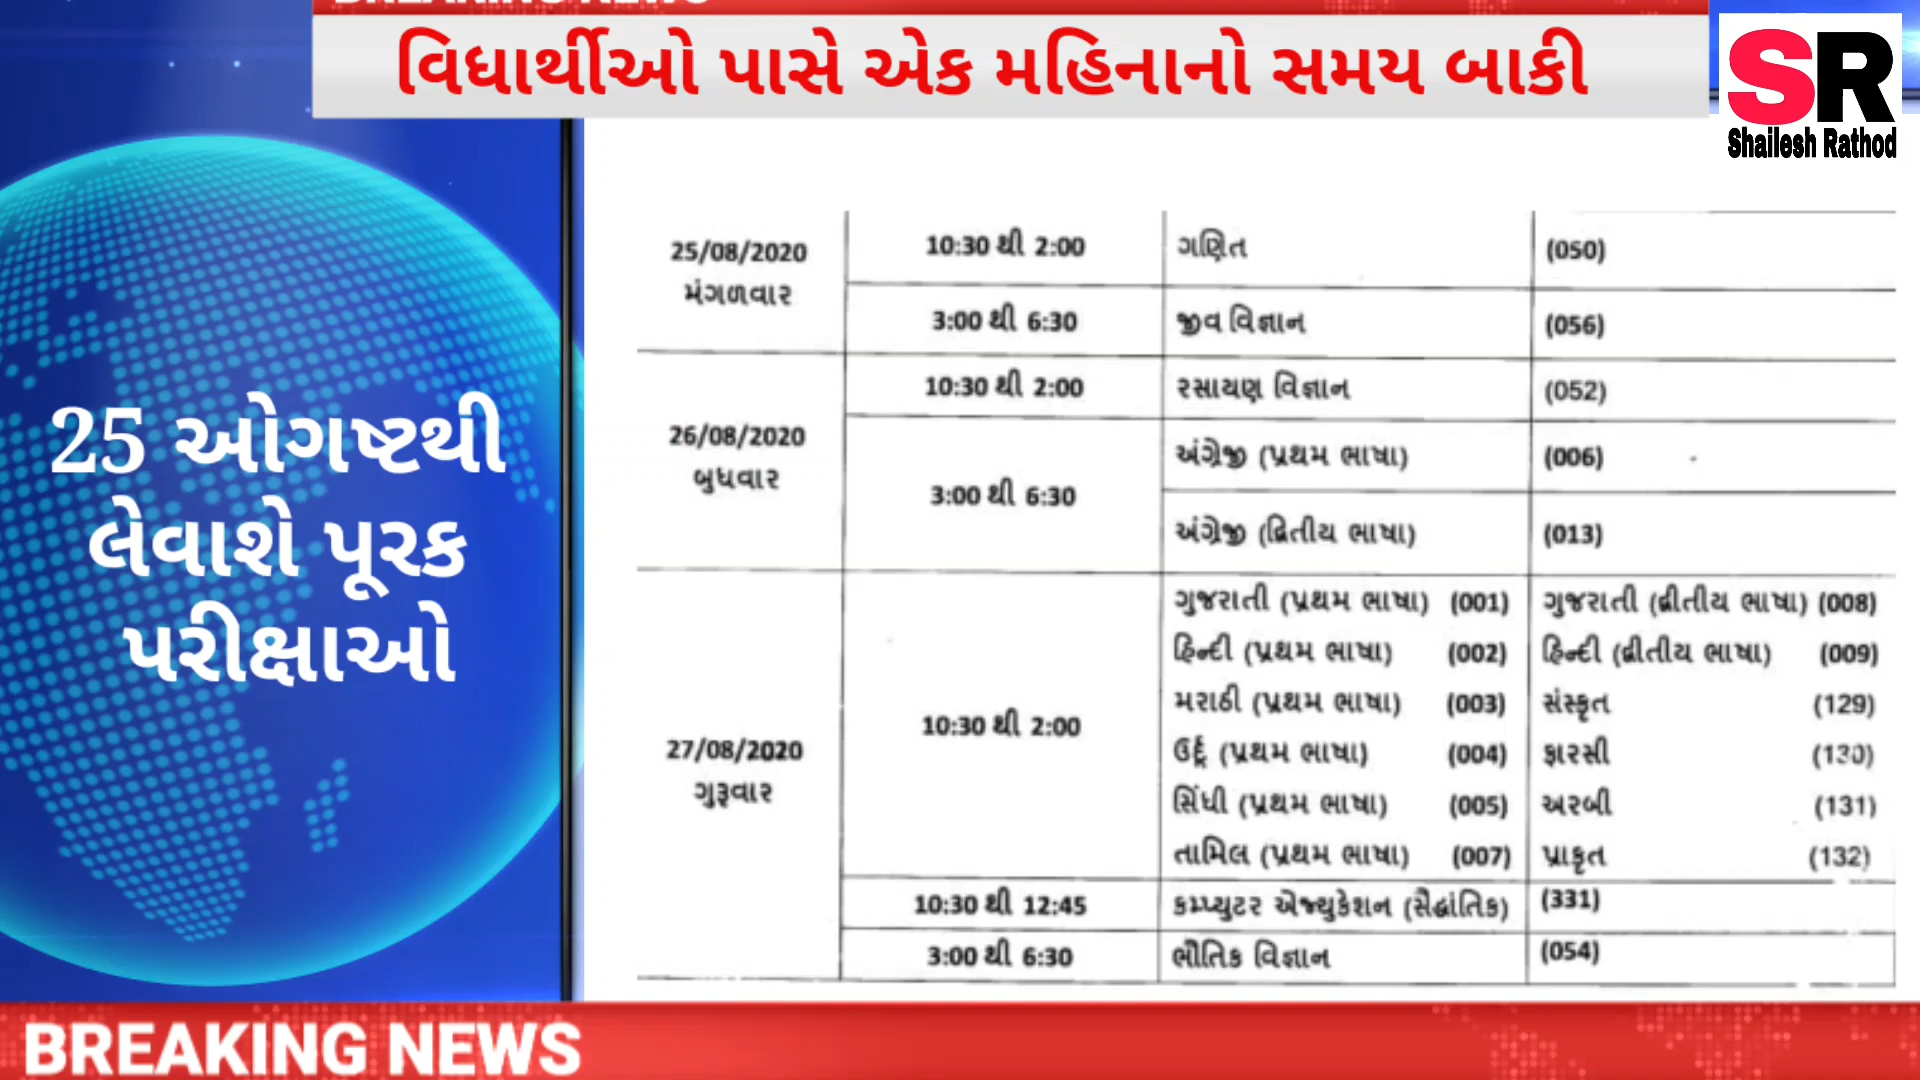 વિધાર્થીઓ પાસે એક મહિનાનો સમય બાકી
SR
Shailesh Rathod
25 ઓગષ્ટથી
લેવાશે પૂરક
પરીક્ષાઓ
25/08/2020
મંગળવાર
10:30 થી 2:00 ગણિત (050)
3:00 થી 6:30 જીવ વિજ્ઞાન (056)
26/08/2020
બુધવાર
10:30 થી 2:00 રસાયણ વિજ્ઞાન (052)
3:00 થી 6:30
અંગ્રેજી (પ્રથમ ભાષા) (006)
અંગ્રેજી (દ્વિતીય ભાષા) (013)
27/08/2020
ગુરૂવાર
10:30 થી 2:00
ગુજરાતી (પ્રથમ ભાષા) (001) ગુજરાતી (દ્વીતીય ભાષા) (008)
હિન્દી (પ્રથમ ભાષા) (002) હિન્દી (દ્વીતીય ભાષા) (009)
મરાઠી (પ્રથમ ભાષા) (003) સંસ્કૃત (129)
ઉર્દૂ (પ્રથમ ભાષા) (004) ફારસી (130)
સિંધી (પ્રથમ ભાષા) (005) અરબી (131)
તામિલ (પ્રથમ ભાષા) (007) પ્રાકૃત (132)
10:30 થી 12:45 કમ્પ્યુટર એજ્યુકેશન (સૈદ્ધાંતિક) (331)
3:00 થી 6:30 ભૌતિક વિજ્ઞાન (054)
BREAKING NEWS